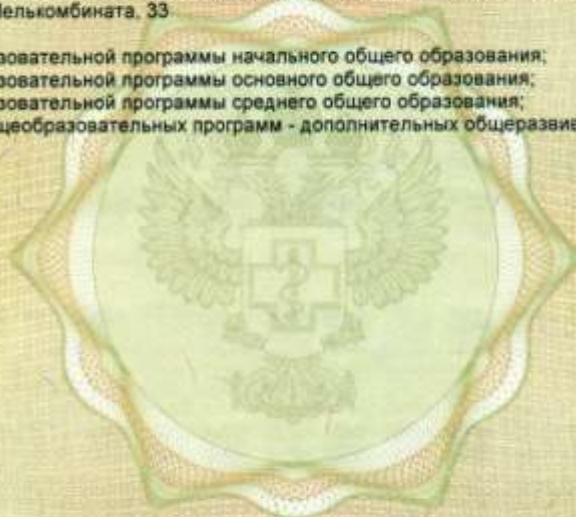 Мелькомбината, 33
зовательной программы начального общего образования;
зовательной программы основного общего образования;
зовательной программы среднего общего образования;
щеобразовательных программ - дополнительных общеразвив